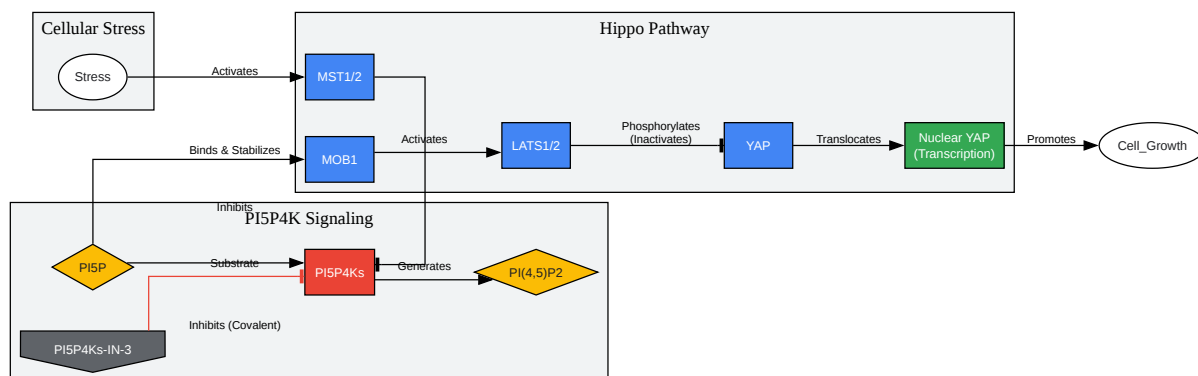 Cellular Stress
Hippo Pathway
Stress
Activates
MST1/2
Binds & Stabilizes
MOB1
Activates
LATS1/2
Phosphorylates
(Inactivates)
YAP
Translocates
Nuclear YAP
(Transcription)
Promotes
Cell_Growth
Inhibits
PI5P4K Signaling
PI5P
Substrate
PI5P4Ks
Generates
PI(4,5)P2
Inhibits (Covalent)
PI5P4Ks-IN-3